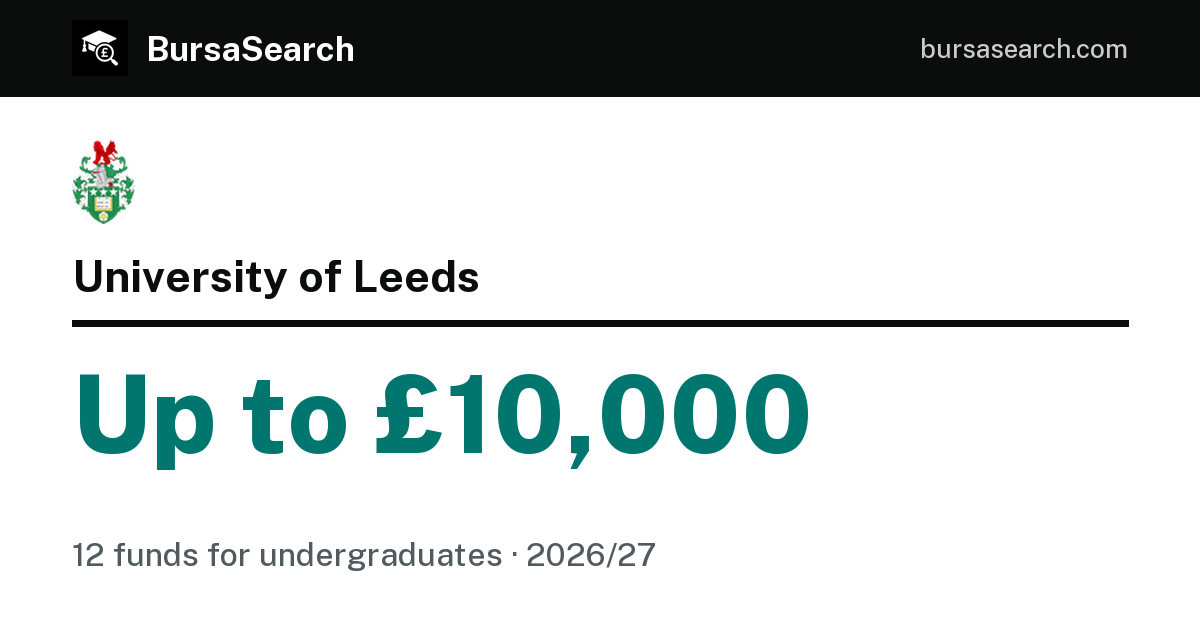 £
BursaSearch
bursasearch.com
University of Leeds
Up to £10,000
12 funds for undergraduates · 2026/27